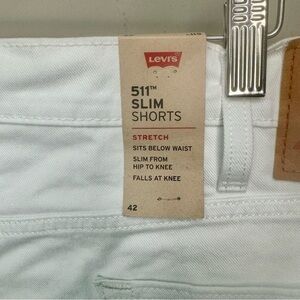 Levi's
511™
SLIM
SHORTS
STRETCH
SITS BELOW WAIST
SLIM FROM
HIP TO KNEE
FALLS AT KNEE
42